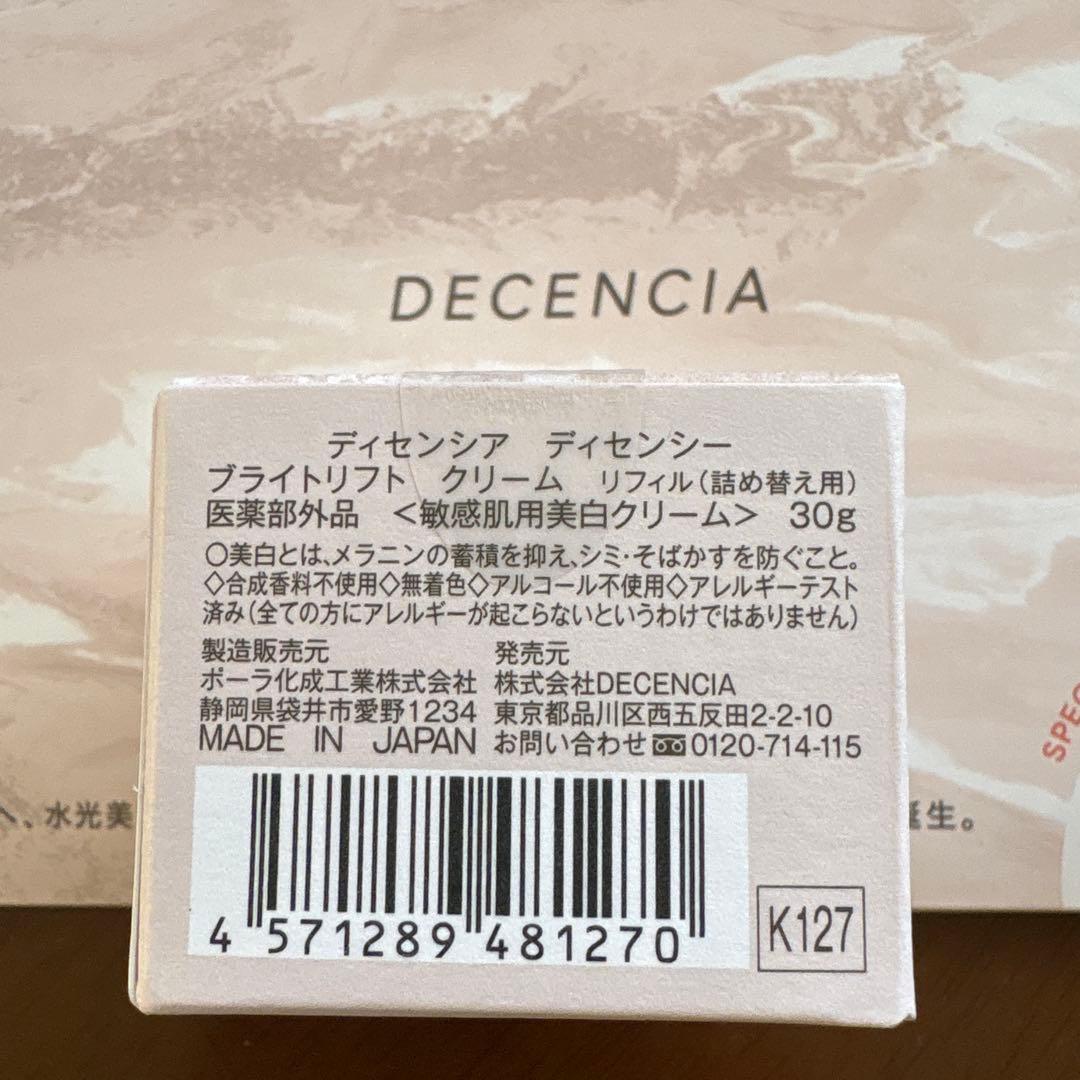 DECENCIA
ディセンシア ディセンシー
ブライトリフト クリーム リフィル(詰め替え用)
医薬部外品 <敏感肌用美白クリーム> 30g
○美白とは、メラニンの蓄積を抑え、シミ・そばかすを防ぐこと。
◇合成香料不使用◇無着色◇アルコール不使用◇アレルギーテスト
済み(全ての方にアレルギーが起こらないというわけではありません)
製造販売元
ポーラ化成工業株式会社
静岡県袋井市愛野1234
MADE IN JAPAN
発売元
株式会社DECENCIA
東京都品川区西五反田2-2-10
お問い合わせ 0120-714-115
4 571289 481270
K127
へ、水光美
誕生。
SPEC